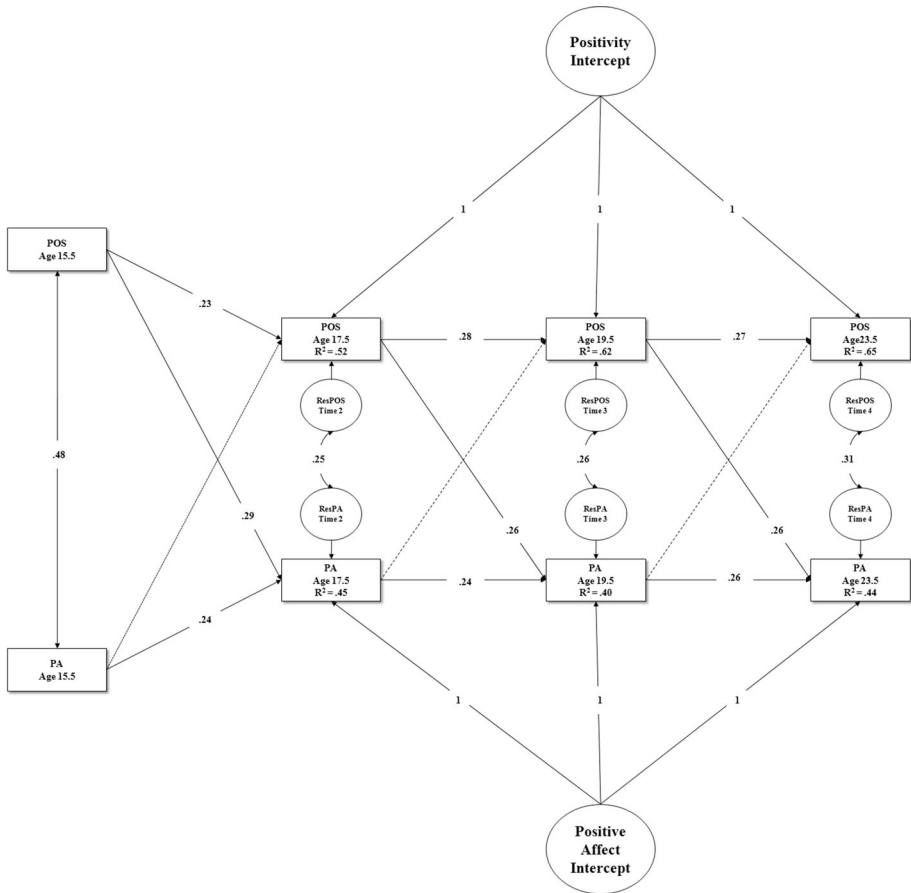 Positivity
Intercept
1
1
1
POS
Age 15.5
.23
POS
Age 17.5
R² = .52
.28
POS
Age 19.5
R² = .62
.27
POS
Age23.5
R² = .65
ResPOS
Time 2
ResPOS
Time 3
ResPOS
Time 4
.48
.25
.26
.31
.29
ResPA
Time 2
.26
ResPA
Time 3
.26
ResPA
Time 4
PA
Age 17.5
R² = .45
.24
PA
Age 19.5
R² = .40
.26
PA
Age 23.5
R² = .44
.24
PA
Age 15.5
1
1
1
Positive
Affect
Intercept